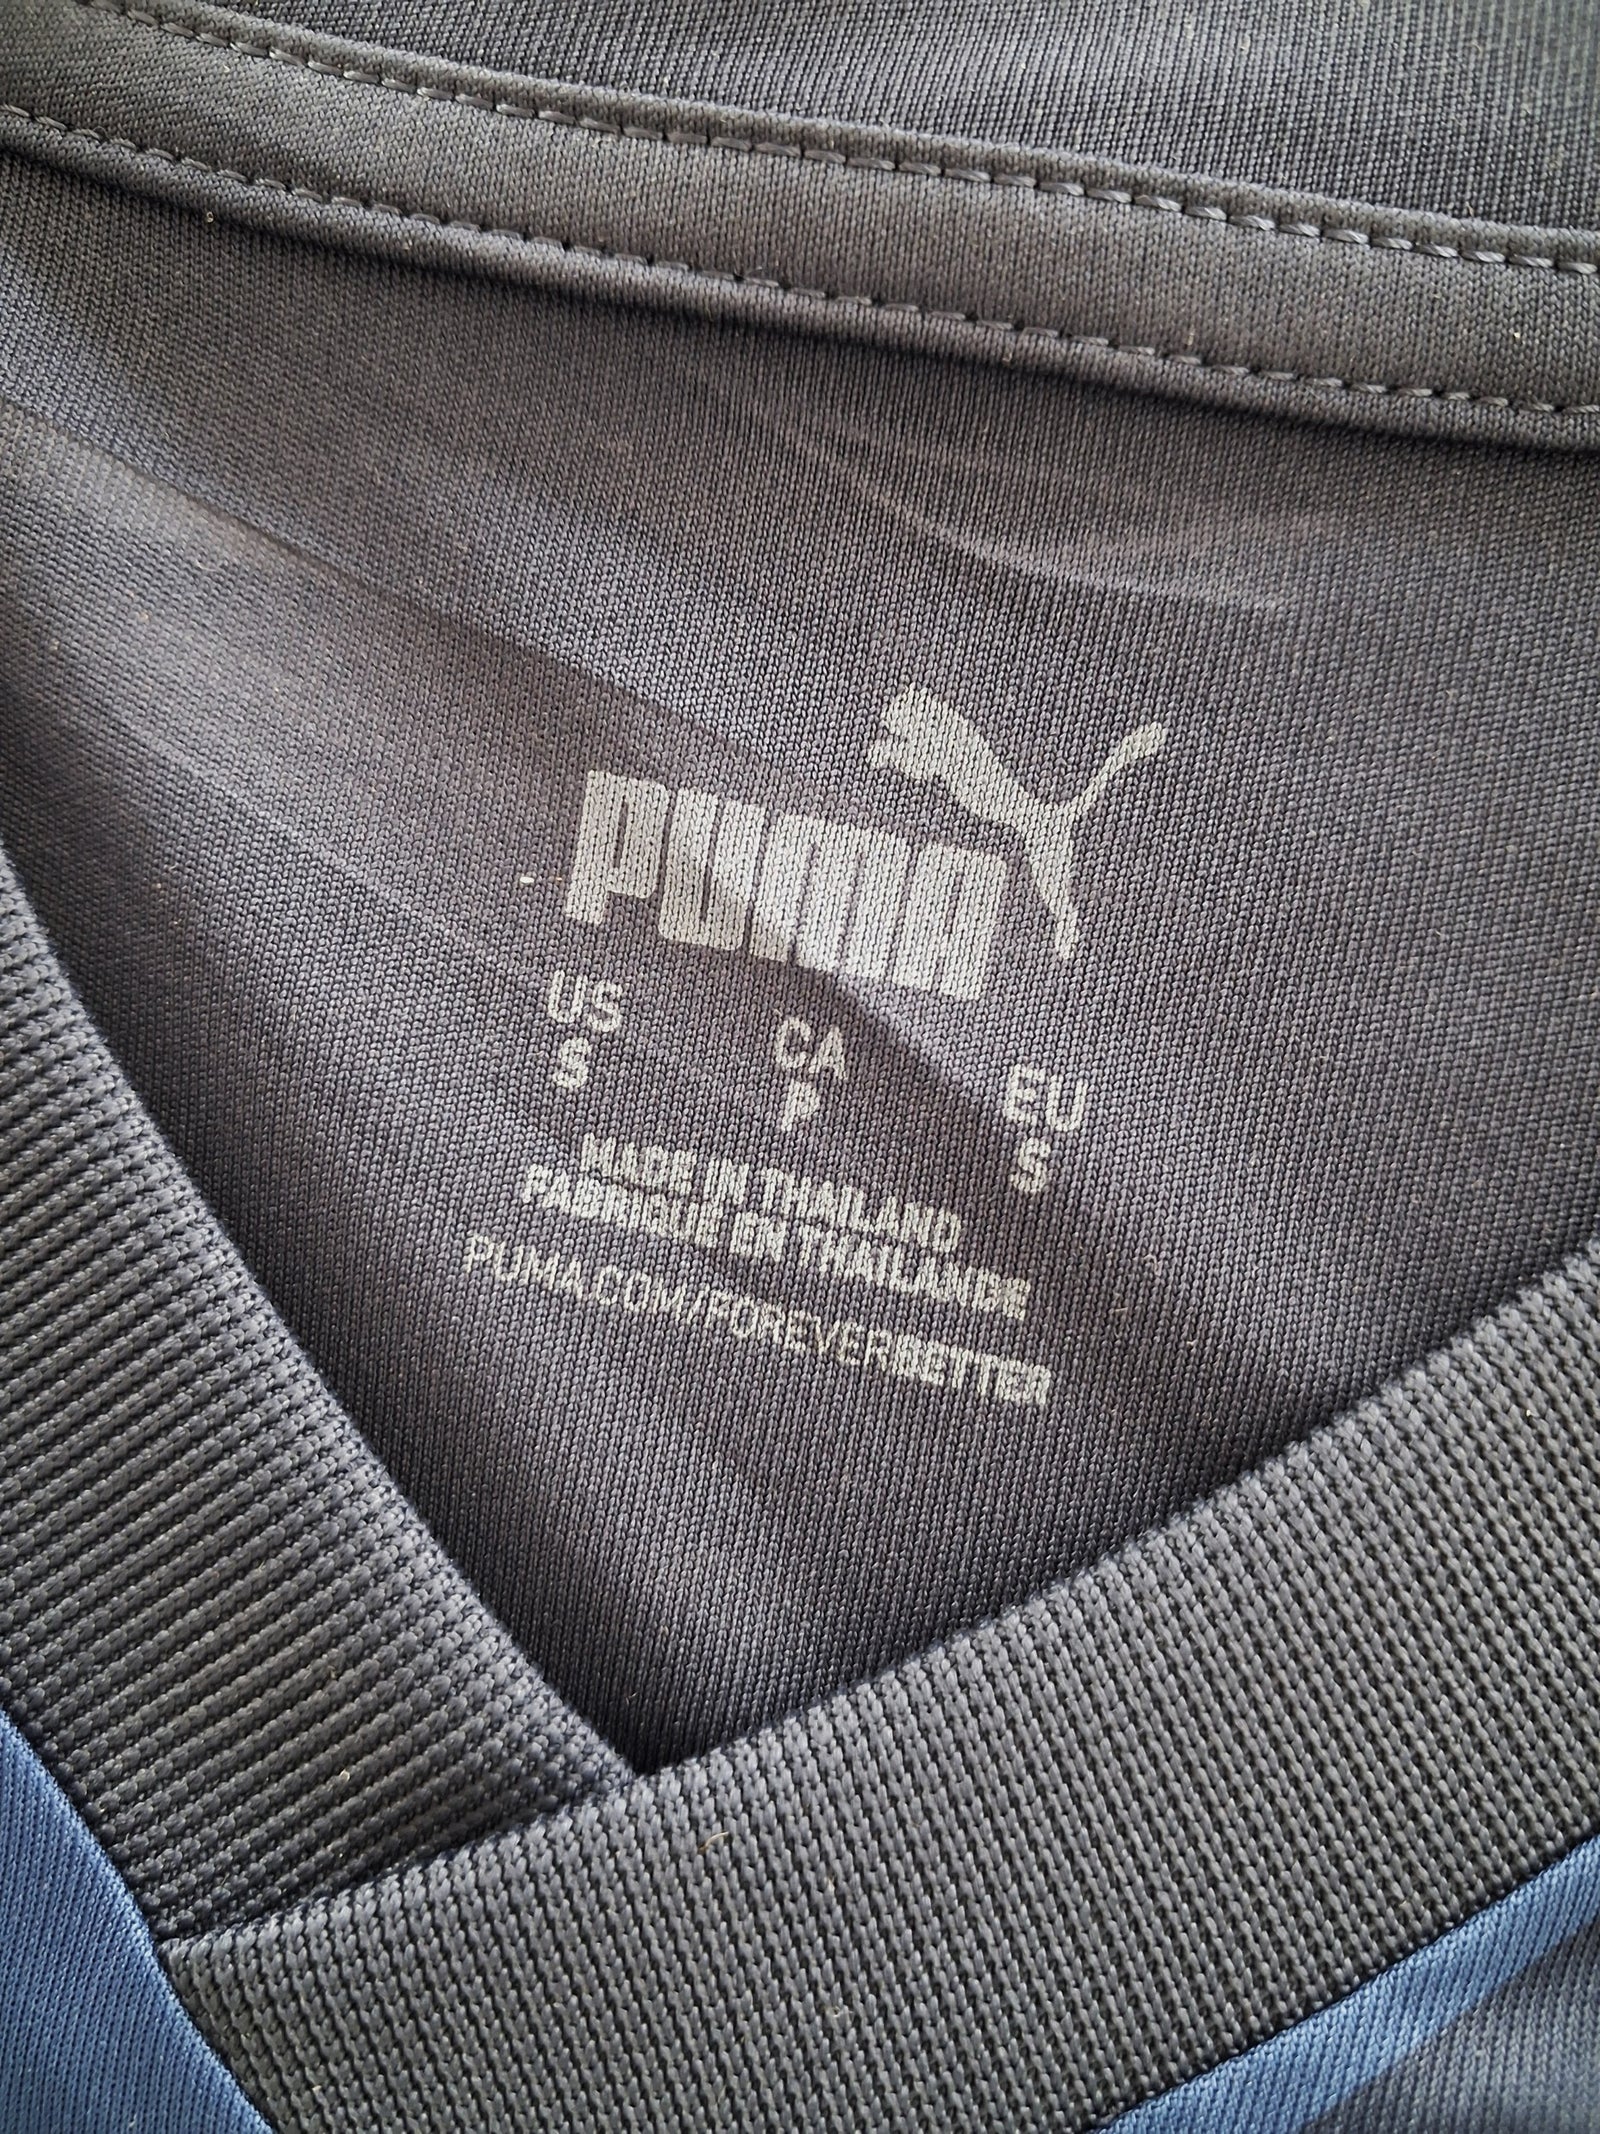 PUMA
US CA EU
S P S
MADE IN THAILAND
FABRIQUÉ EN THAÏLANDE
PUMA.COM/FOREVERBETTER